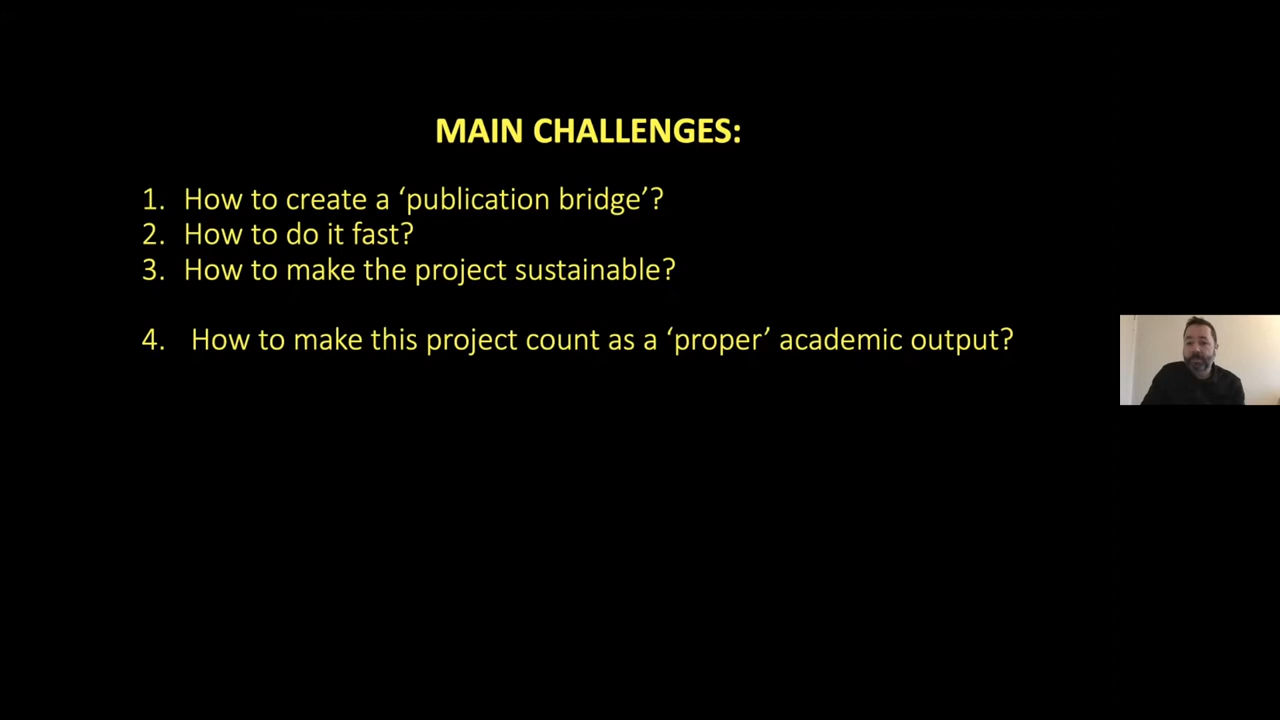 MAIN CHALLENGES:
1. How to create a ‘publication bridge’?
2. How to do it fast?
3. How to make the project sustainable?
4. How to make this project count as a ‘proper’ academic output?